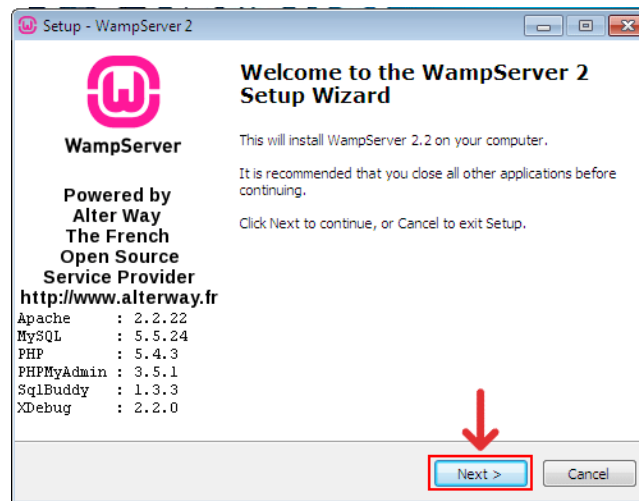 Setup - WampServer 2
WampServer
Powered by
Alter Way
The French
Open Source
Service Provider
http://www.alterway.fr
Apache : 2.2.22
MySQL : 5.5.24
PHP : 5.4.3
PHPMyAdmin : 3.5.1
SqlBuddy : 1.3.3
XDebug : 2.2.0
Welcome to the WampServer 2
Setup Wizard
This will install WampServer 2.2 on your computer.
It is recommended that you close all other applications before
continuing.
Click Next to continue, or Cancel to exit Setup.
Next >
Cancel